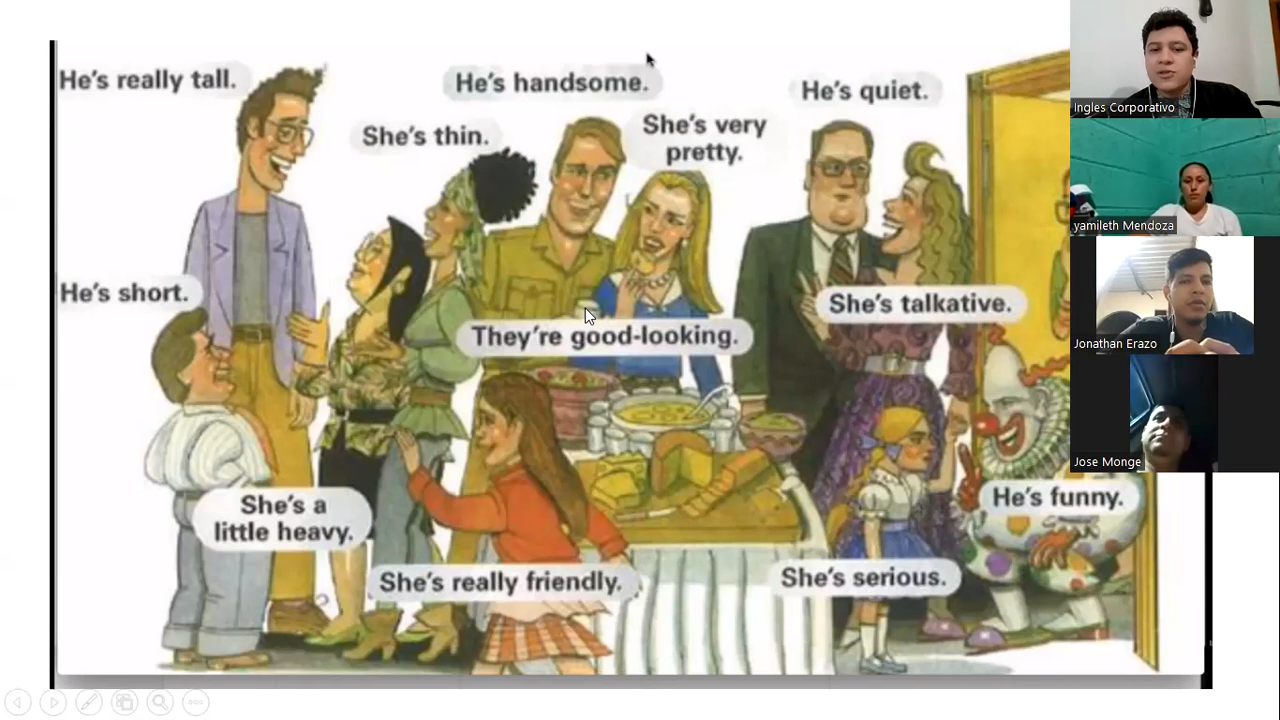 He's really tall.
He's handsome.
He's quiet.
She's thin.
She's very
pretty.
He's short.
They're good-looking.
She's talkative.
She's a
little heavy.
She's really friendly.
She's serious.
He's funny.
Ingles Corporativo
yamileth Mendoza
Jonathan Erazo
Jose Monge